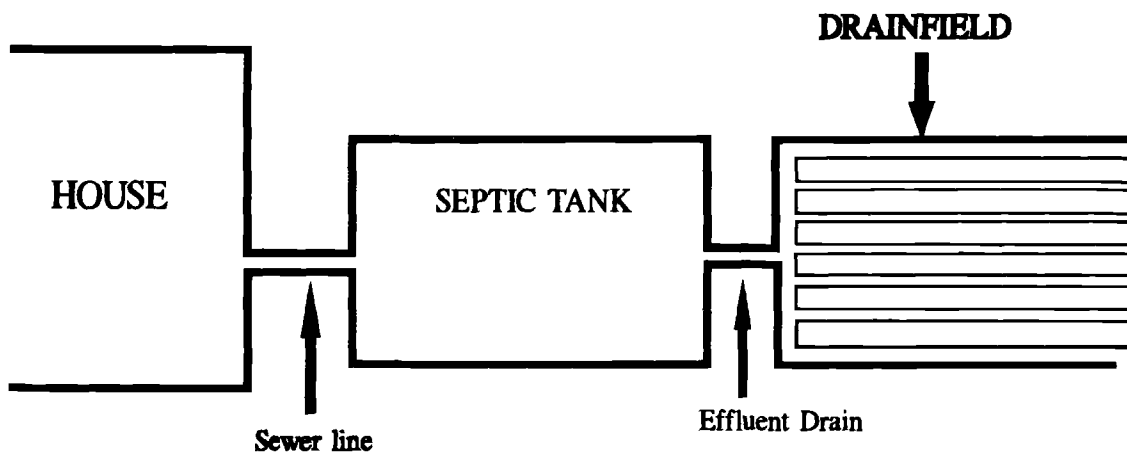 DRAINFIELD
HOUSE
SEPTIC TANK
Sewer line
Effluent Drain